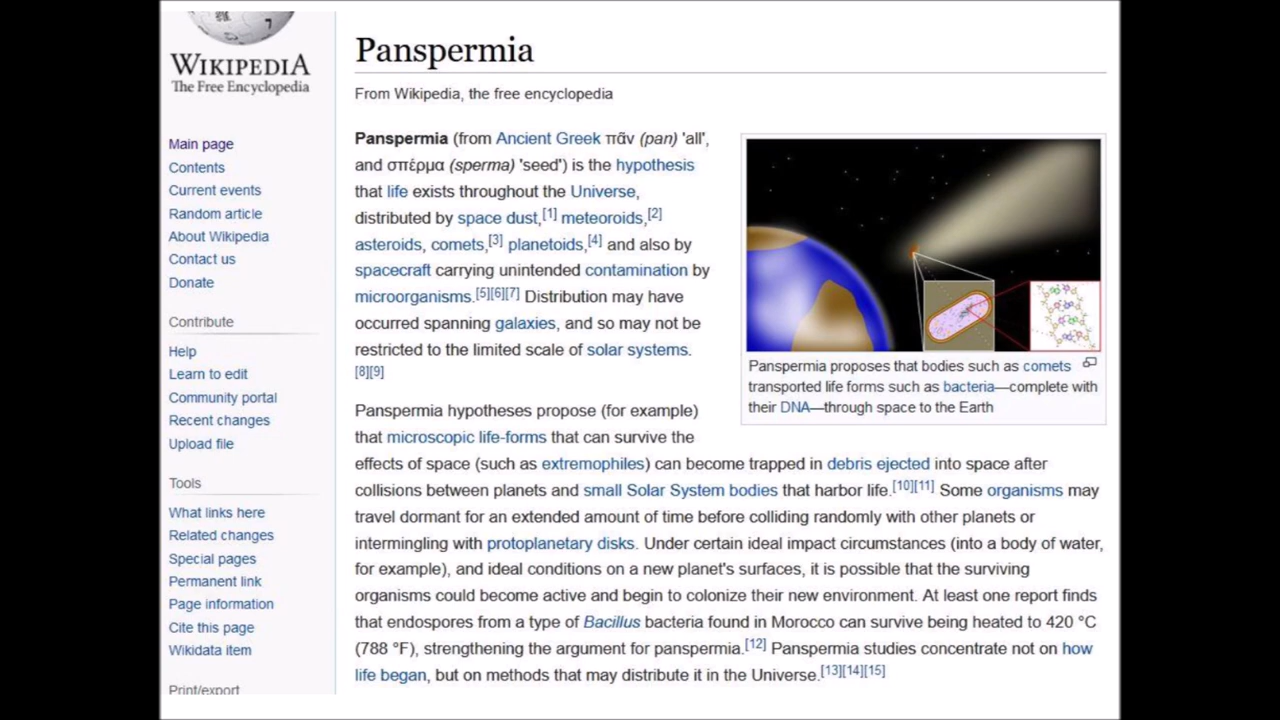 WIKIPEDIA
The Free Encyclopedia
Main page
Contents
Current events
Random article
About Wikipedia
Contact us
Donate
Contribute
Help
Learn to edit
Community portal
Recent changes
Upload file
Tools
What links here
Related changes
Special pages
Permanent link
Page information
Cite this page
Wikidata item
Print/export
Panspermia
From Wikipedia, the free encyclopedia
Panspermia (from Ancient Greek πᾶν (pan) 'all',
and σπέρμα (sperma) 'seed') is the hypothesis
that life exists throughout the Universe,
distributed by space dust,[1] meteoroids,[2]
asteroids, comets,[3] planetoids,[4] and also by
spacecraft carrying unintended contamination by
microorganisms.[5][6][7] Distribution may have
occurred spanning galaxies, and so may not be
restricted to the limited scale of solar systems.
[8][9]
Panspermia proposes that bodies such as comets
transported life forms such as bacteria—complete with
their DNA—through space to the Earth
Panspermia hypotheses propose (for example)
that microscopic life-forms that can survive the
effects of space (such as extremophiles) can become trapped in debris ejected into space after
collisions between planets and small Solar System bodies that harbor life.[10][11] Some organisms may
travel dormant for an extended amount of time before colliding randomly with other planets or
intermingling with protoplanetary disks. Under certain ideal impact circumstances (into a body of water,
for example), and ideal conditions on a new planet's surfaces, it is possible that the surviving
organisms could become active and begin to colonize their new environment. At least one report finds
that endospores from a type of Bacillus bacteria found in Morocco can survive being heated to 420 °C
(788 °F), strengthening the argument for panspermia.[12] Panspermia studies concentrate not on how
life began, but on methods that may distribute it in the Universe.[13][14][15]